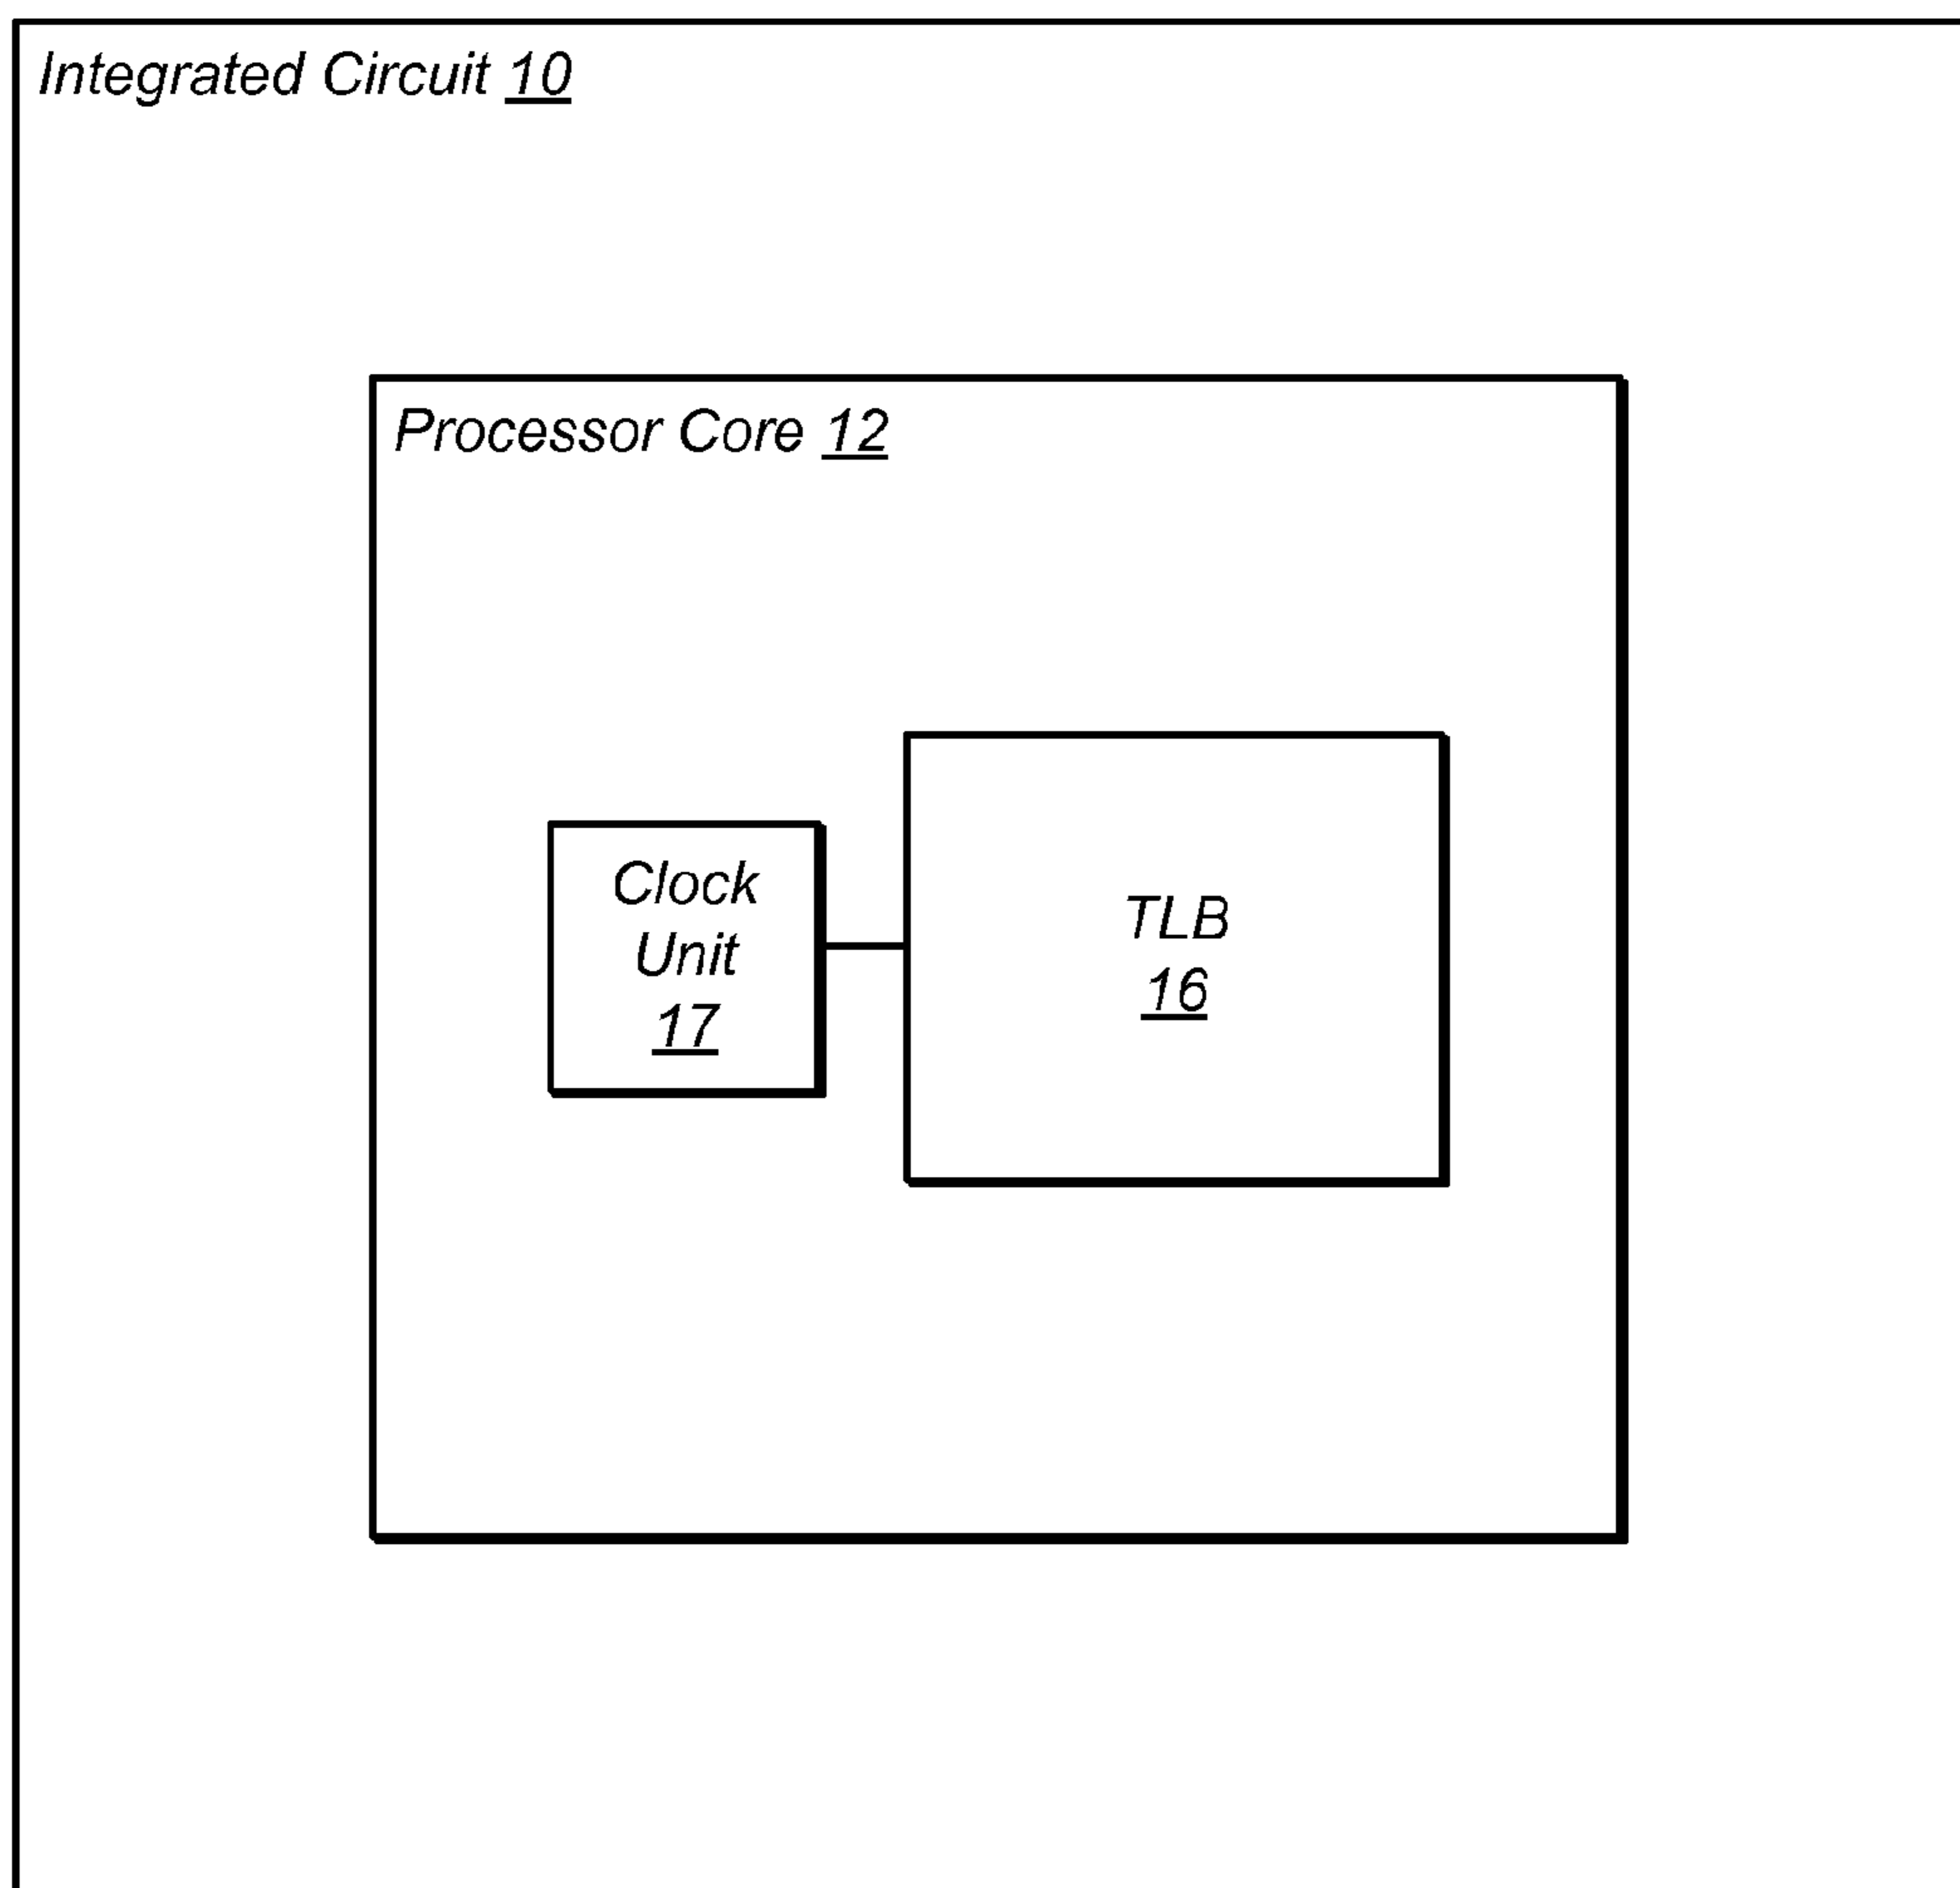 Integrated Circuit 10
Processor Core 12
Clock
Unit
17
TLB
16